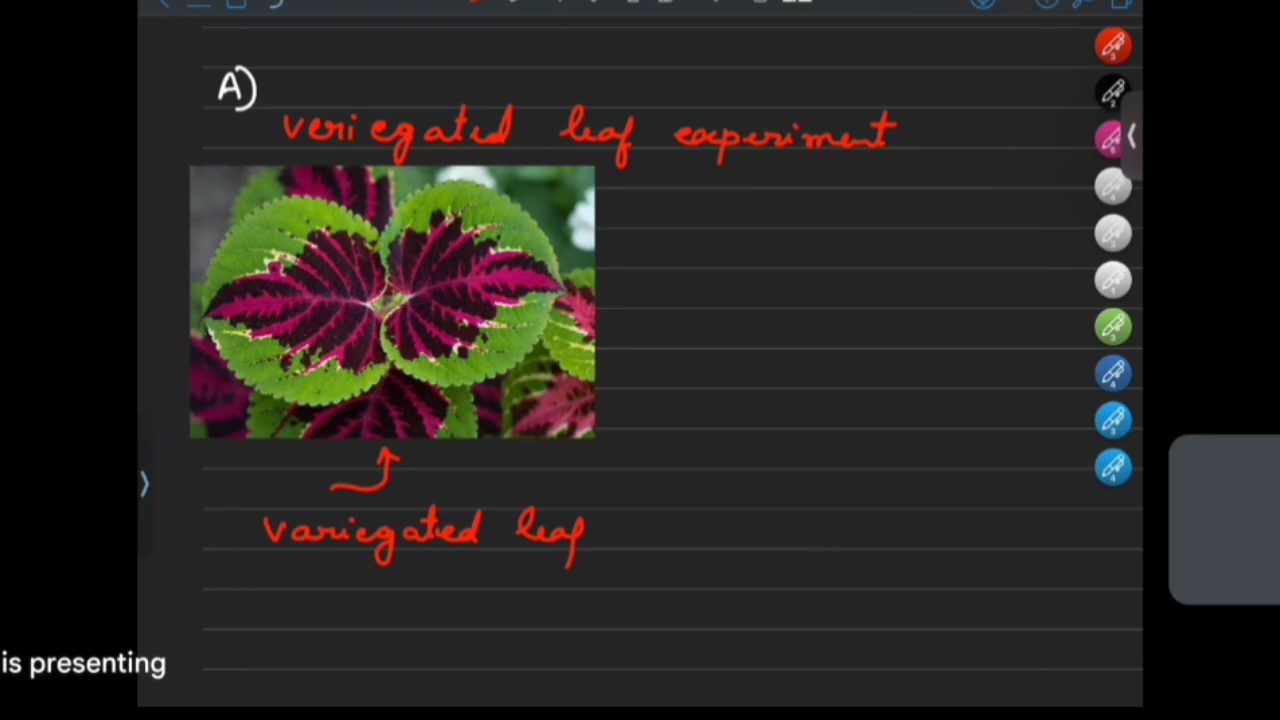 A)
veriegated leaf experiment
variegated leaf
is presenting